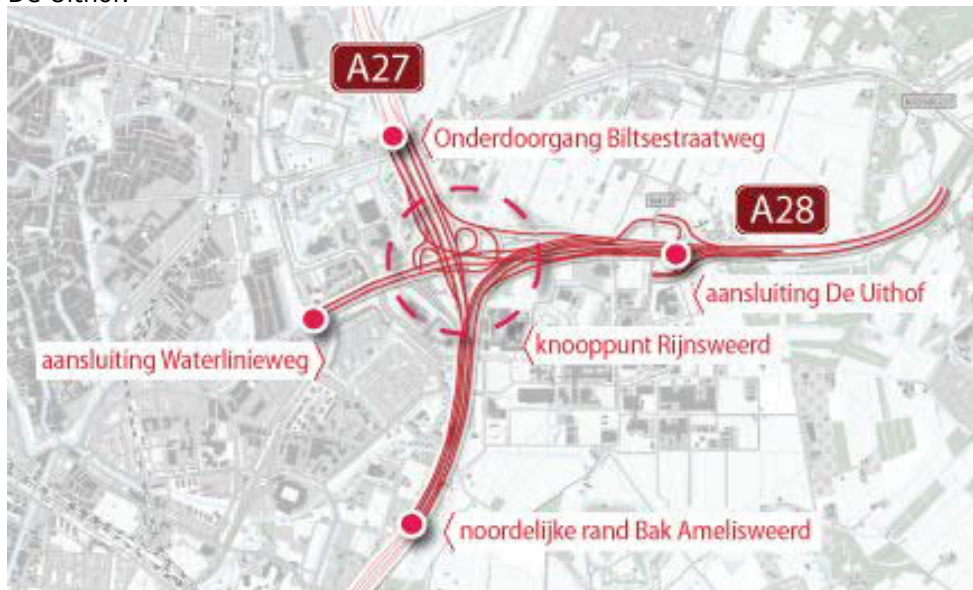 De Uithof.
A27
Onderdoorgang Biltsestraatweg
A28
aansluiting De Uithof
knooppunt Rijnsweerd
aansluiting Waterlinieweg
noordelijke rand Bak Amelisweerd